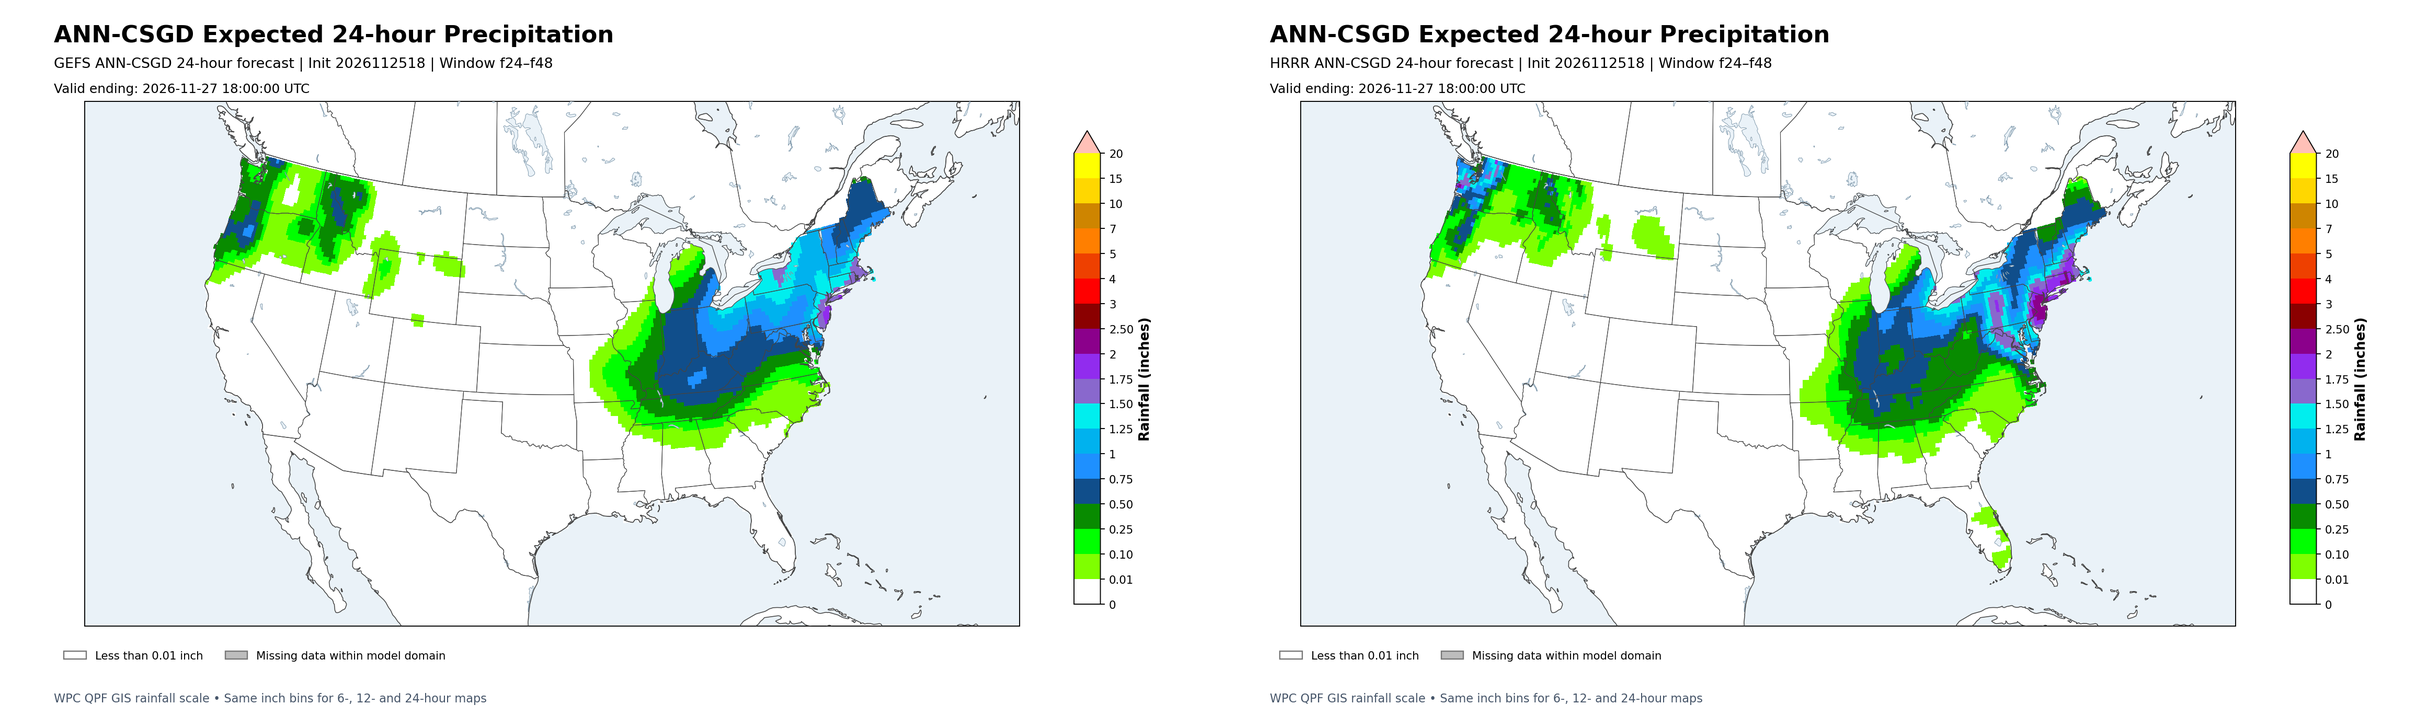 ANN-CSGD Expected 24-hour Precipitation
GEFS ANN-CSGD 24-hour forecast | Init 2026112518 | Window f24–f48
Valid ending: 2026-11-27 18:00:00 UTC
20
15
10
7
5
4
3
2.50
2
1.75
1.50
1.25
1
0.75
0.50
0.25
0.10
0.01
0
Rainfall (inches)
Less than 0.01 inch
Missing data within model domain
WPC QPF GIS rainfall scale • Same inch bins for 6-, 12- and 24-hour maps
ANN-CSGD Expected 24-hour Precipitation
HRRR ANN-CSGD 24-hour forecast | Init 2026112518 | Window f24–f48
Valid ending: 2026-11-27 18:00:00 UTC
20
15
10
7
5
4
3
2.50
2
1.75
1.50
1.25
1
0.75
0.50
0.25
0.10
0.01
0
Rainfall (inches)
Less than 0.01 inch
Missing data within model domain
WPC QPF GIS rainfall scale • Same inch bins for 6-, 12- and 24-hour maps